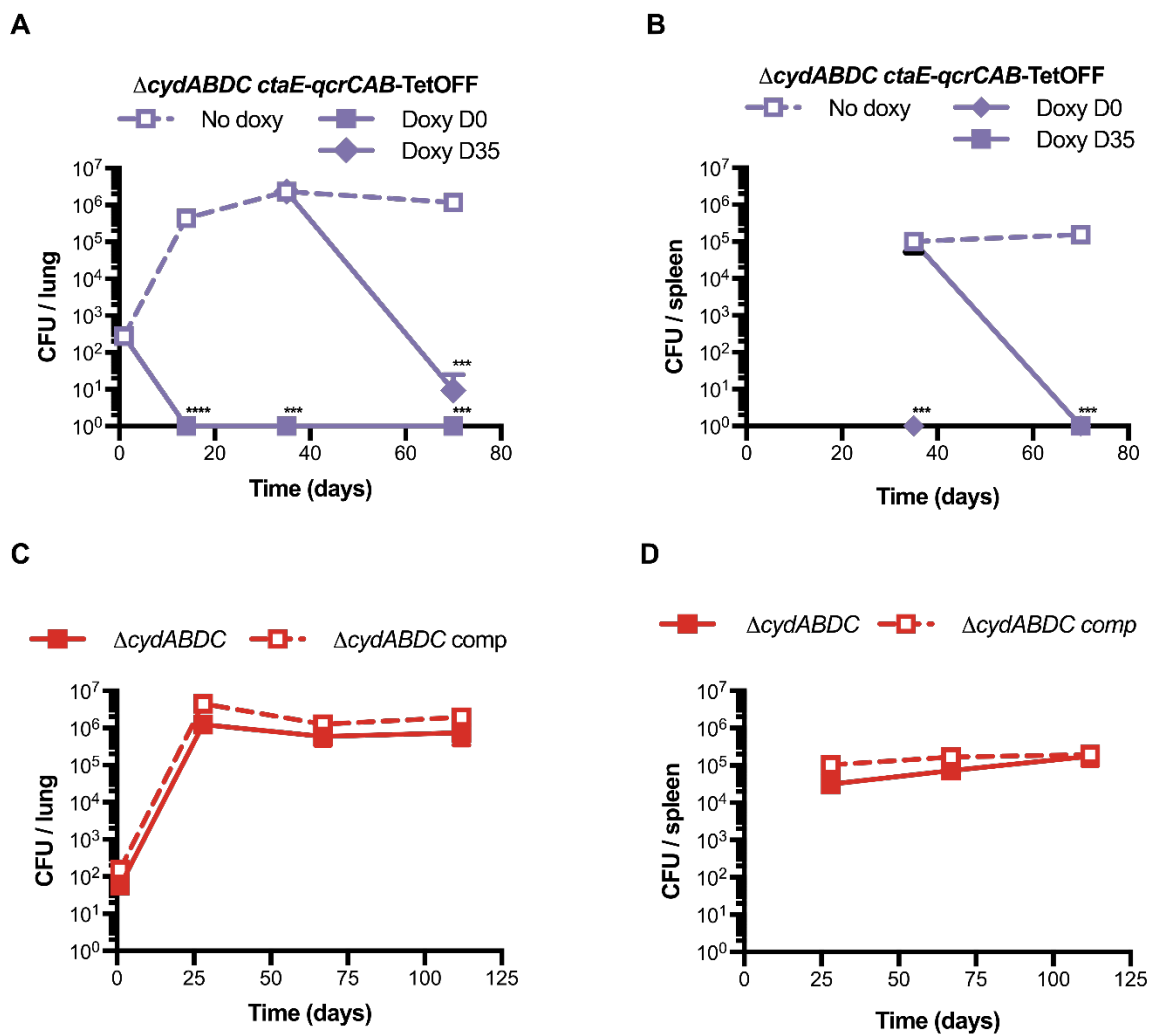 A
ΔcydABDC ctaE-qcrCAB-TetOFF
No doxy
Doxy D0
Doxy D35
10⁷
10⁶
10⁵
10⁴
10³
10²
10¹
10⁰
CFU / lung
****
***
***
***
0 20 40 60 80
Time (days)
B
ΔcydABDC ctaE-qcrCAB-TetOFF
No doxy
Doxy D0
Doxy D35
10⁷
10⁶
10⁵
10⁴
10³
10²
10¹
10⁰
CFU / spleen
***
***
0 20 40 60 80
Time (days)
C
ΔcydABDC
ΔcydABDC comp
10⁷
10⁶
10⁵
10⁴
10³
10²
10¹
10⁰
CFU / lung
0 25 50 75 100 125
Time (days)
D
ΔcydABDC
ΔcydABDC comp
10⁷
10⁶
10⁵
10⁴
10³
10²
10¹
10⁰
CFU / spleen
0 25 50 75 100 125
Time (days)